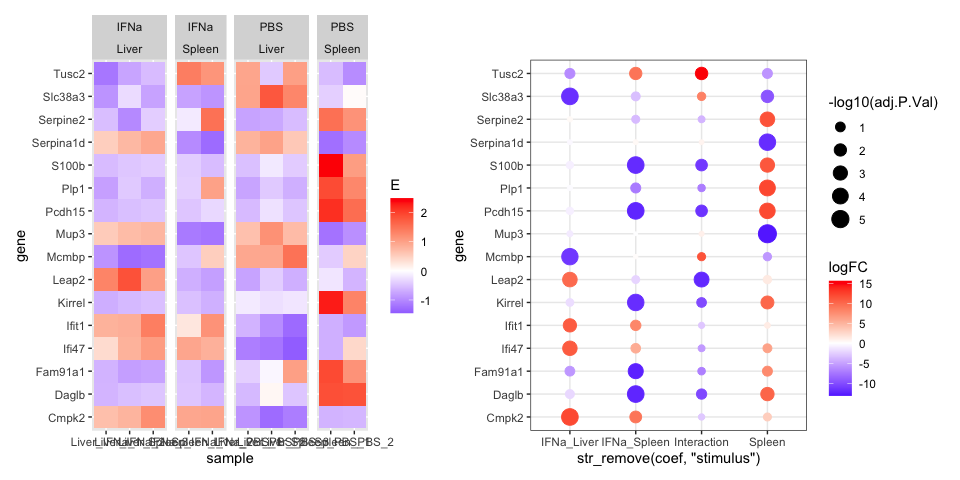 IFNa
Liver
IFNa
Spleen
PBS
Liver
PBS
Spleen
Tusc2
Slc38a3
Serpine2
Serpina1d
S100b
Plp1
Pcdh15
Mup3
Mcmbp
Leap2
Kirrel
Ifit1
Ifi47
Fam91a1
Daglb
Cmpk2
gene
sample
E
2
1
0
-1
Tusc2
Slc38a3
Serpine2
Serpina1d
S100b
Plp1
Pcdh15
Mup3
Mcmbp
Leap2
Kirrel
Ifit1
Ifi47
Fam91a1
Daglb
Cmpk2
gene
IFNa_Liver
IFNa_Spleen
Interaction
Spleen
str_remove(coef, "stimulus")
-log10(adj.P.Val)
1
2
3
4
5
logFC
15
10
5
0
-5
-10